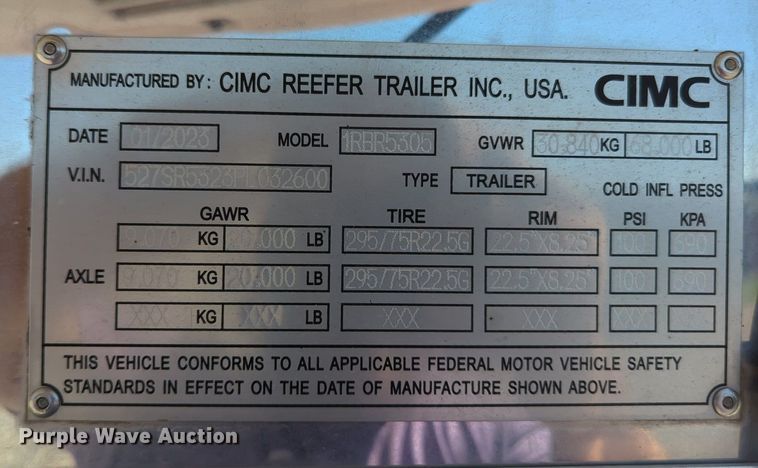 MANUFACTURED BY: CIMC REEFER TRAILER INC., USA. CIMC
DATE 01/2023 MODEL 1RBR5305 GVWR 30.840 KG 68.000 LB
V.I.N. 527SR5323PL032600 TYPE TRAILER COLD INFL PRESS
GAWR TIRE RIM PSI KPA
9.070 KG 20.000 LB 295/75R22.5G 22.5"X8.25" 100 690
AXLE 9.070 KG 20.000 LB 295/75R22.5G 22.5"X8.25" 100 690
XXX KG XXX LB XXX XXX XXX
THIS VEHICLE CONFORMS TO ALL APPLICABLE FEDERAL MOTOR VEHICLE SAFETY
STANDARDS IN EFFECT ON THE DATE OF MANUFACTURE SHOWN ABOVE.
Purple Wave Auction